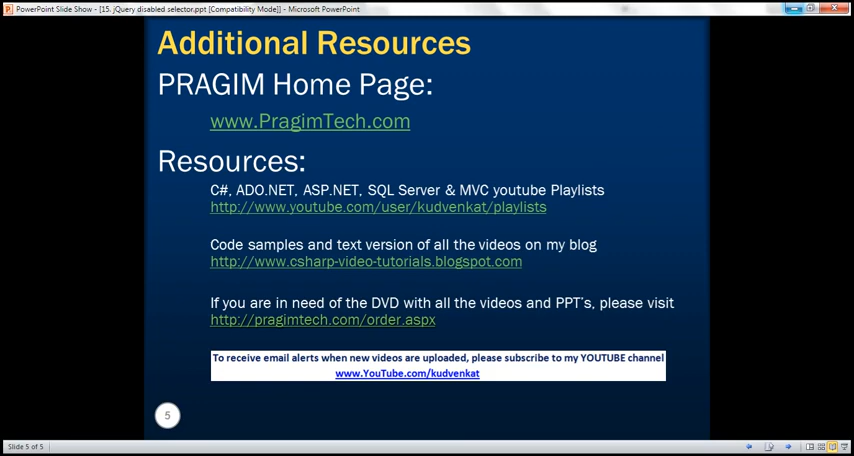 PowerPoint Slide Show - [15. jQuery disabled selector.ppt [Compatibility Mode]] - Microsoft PowerPoint
Additional Resources
PRAGIM Home Page:
www.PragimTech.com
Resources:
C#, ADO.NET, ASP.NET, SQL Server & MVC youtube Playlists
http://www.youtube.com/user/kudvenkat/playlists
Code samples and text version of all the videos on my blog
http://www.csharp-video-tutorials.blogspot.com
If you are in need of the DVD with all the videos and PPT's, please visit
http://pragimtech.com/order.aspx
To receive email alerts when new videos are uploaded, please subscribe to my YOUTUBE channel
www.YouTube.com/kudvenkat
5
Slide 5 of 5